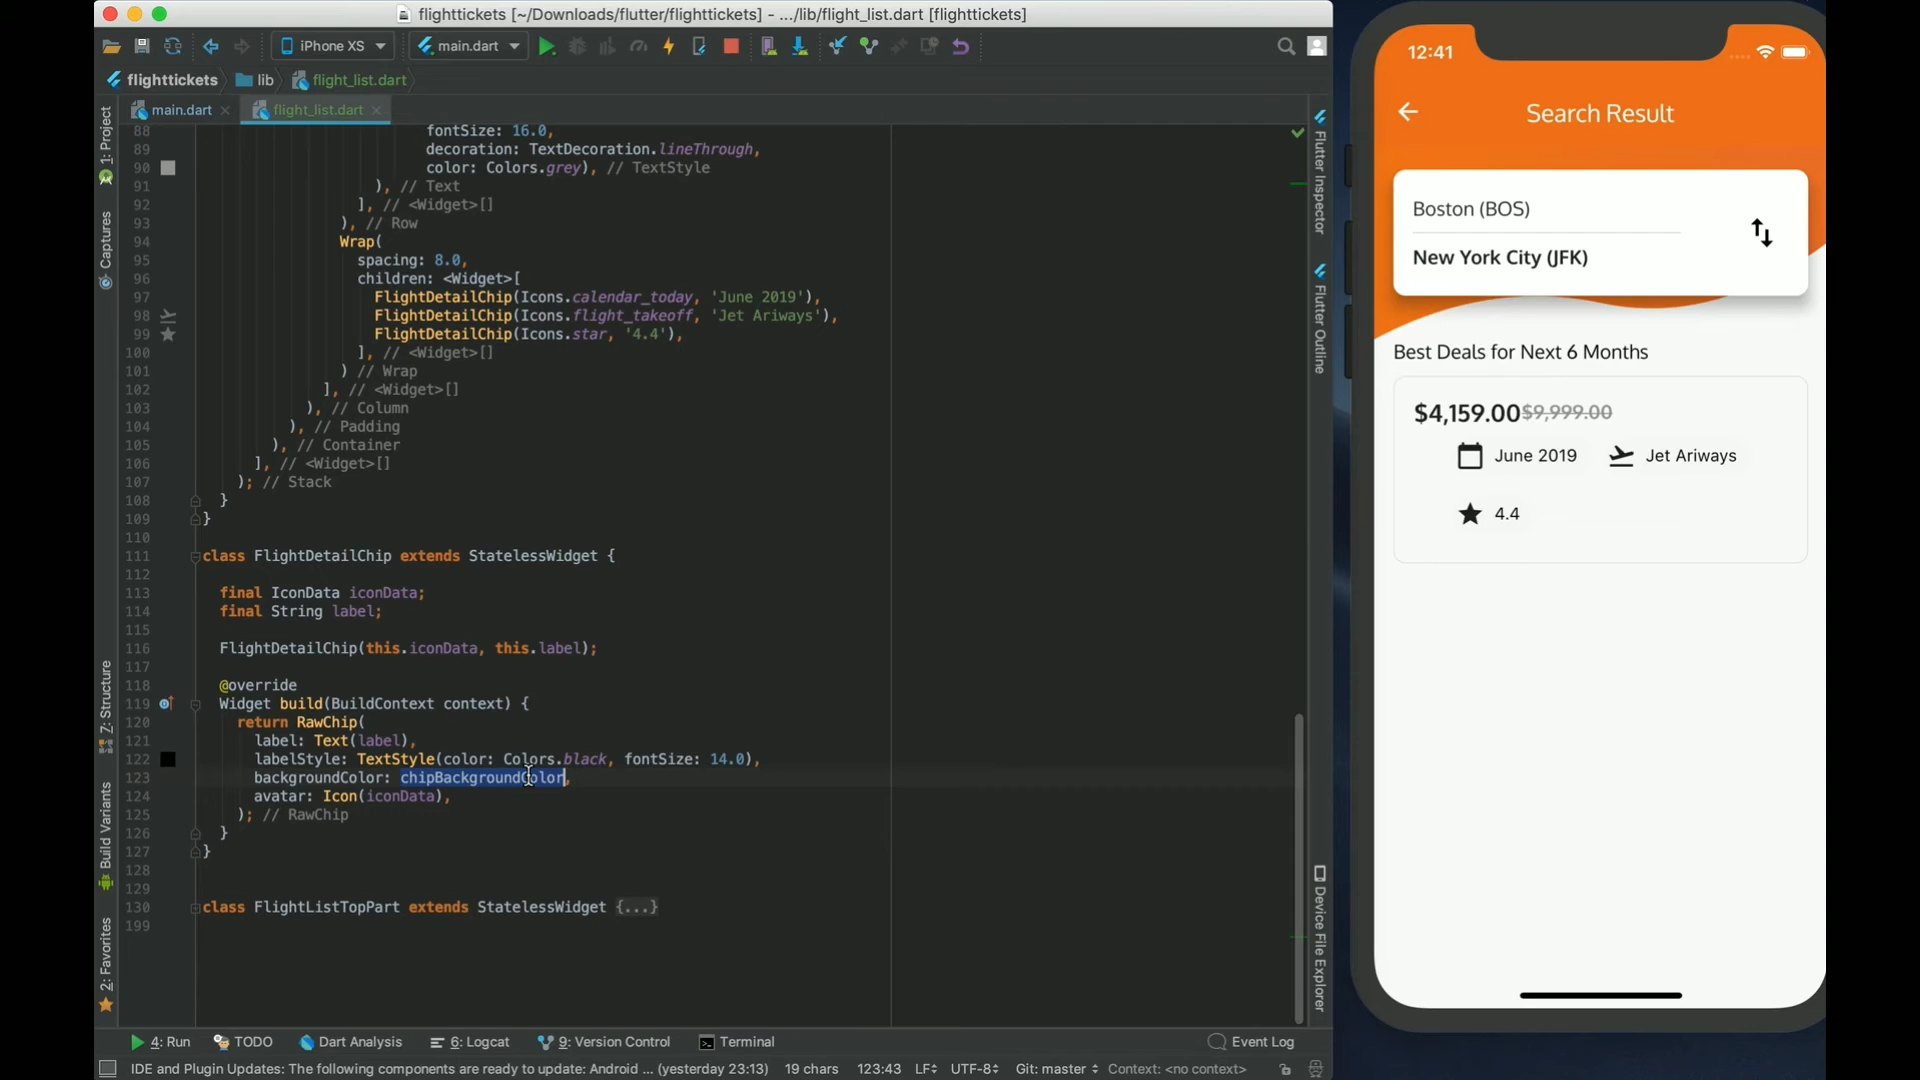 flighttickets [~/Downloads/flutter/flighttickets] - .../lib/flight_list.dart [flighttickets]
iPhone XS
main.dart
flighttickets
lib
flight_list.dart
main.dart
flight_list.dart
1: Project
Captures
7: Structure
Build Variants
2: Favorites
88 fontSize: 16.0,
89 decoration: TextDecoration.lineThrough,
90 color: Colors.grey), // TextStyle
91 ), // Text
92 ], // <Widget>[]
93 ), // Row
94 Wrap(
95 spacing: 8.0,
96 children: <Widget>[
97 FlightDetailChip(Icons.calendar_today, 'June 2019'),
98 FlightDetailChip(Icons.flight_takeoff, 'Jet Ariways'),
99 FlightDetailChip(Icons.star, '4.4'),
100 ], // <Widget>[]
101 ) // Wrap
102 ], // <Widget>[]
103 ), // Column
104 ), // Padding
105 ), // Container
106 ], // <Widget>[]
107 ); // Stack
108 }
109 }
110
111 class FlightDetailChip extends StatelessWidget {
112
113 final IconData iconData;
114 final String label;
115
116 FlightDetailChip(this.iconData, this.label);
117
118 @override
119 Widget build(BuildContext context) {
120 return RawChip(
121 label: Text(label),
122 labelStyle: TextStyle(color: Colors.black, fontSize: 14.0),
123 backgroundColor: chipBackgroundColor,
124 avatar: Icon(iconData),
125 ); // RawChip
126 }
127 }
128
129
130 class FlightListTopPart extends StatelessWidget {...}
199
Flutter Inspector
Flutter Outline
Device File Explorer
4: Run
TODO
Dart Analysis
6: Logcat
9: Version Control
Terminal
Event Log
IDE and Plugin Updates: The following components are ready to update: Android ... (yesterday 23:13)
19 chars
123:43
LF
UTF-8
Git: master
Context: <no context>
12:41
Search Result
Boston (BOS)
New York City (JFK)
Best Deals for Next 6 Months
$4,159.00 $9,999.00
June 2019
Jet Ariways
4.4